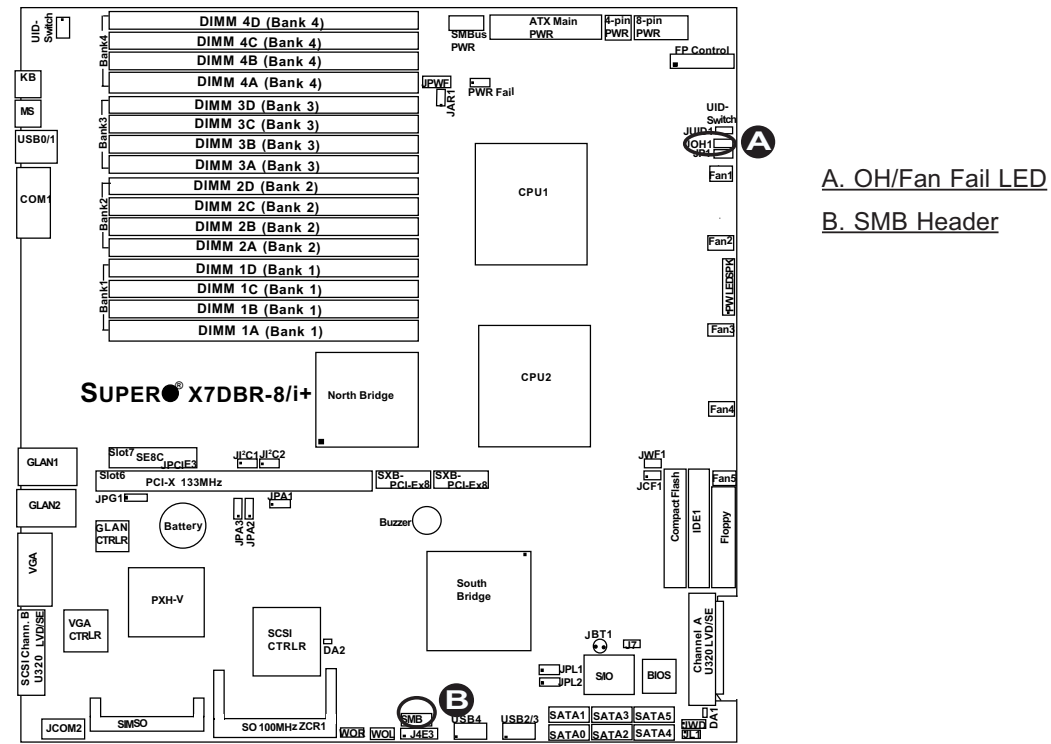 UID-
Switch
DIMM 4D (Bank 4)
DIMM 4C (Bank 4)
DIMM 4B (Bank 4)
DIMM 4A (Bank 4)
Bank4
DIMM 3D (Bank 3)
DIMM 3C (Bank 3)
DIMM 3B (Bank 3)
DIMM 3A (Bank 3)
Bank3
DIMM 2D (Bank 2)
DIMM 2C (Bank 2)
DIMM 2B (Bank 2)
DIMM 2A (Bank 2)
Bank2
DIMM 1D (Bank 1)
DIMM 1C (Bank 1)
DIMM 1B (Bank 1)
DIMM 1A (Bank 1)
Bank1
KB
MS
USB0/1
COM1
SMBus
PWR
ATX Main
PWR
4-pin
PWR
8-pin
PWR
FP Control
JPWF
JAR1
PWR Fail
UID-
Switch
JUID1
JOH1
JP1
A
Fan1
A. OH/Fan Fail LED
B. SMB Header
CPU1
Fan2
PW LED SPK
Fan3
CPU2
Fan4
SUPER® X7DBR-8/i+
North Bridge
GLAN1
GLAN2
Slot7
SE8C
JPCIE3
JI²C1
JI²C2
Slot6
PCI-X 133MHz
SXB-
PCI-Ex8
SXB-
PCI-Ex8
JWF1
JCF1
Fan5
JPG1
JPA1
JPA3
JPA2
GLAN
CTRLR
Battery
Buzzer
Compact Flash
IDE1
Floppy
VGA
PXH-V
South
Bridge
SCSI Chann. B
U320 LVD/SE
VGA
CTRLR
SCSI
CTRLR
DA2
JBT1
J7
Channel A
U320 LVD/SE
JPL1
JPL2
S/IO
BIOS
B
JCOM2
SIMSO
SO 100MHz ZCR1
WOR
WOL
SMB
J4E3
USB4
USB2/3
SATA1
SATA3
SATA5
SATA0
SATA2
SATA4
JWD
JL1
DA1